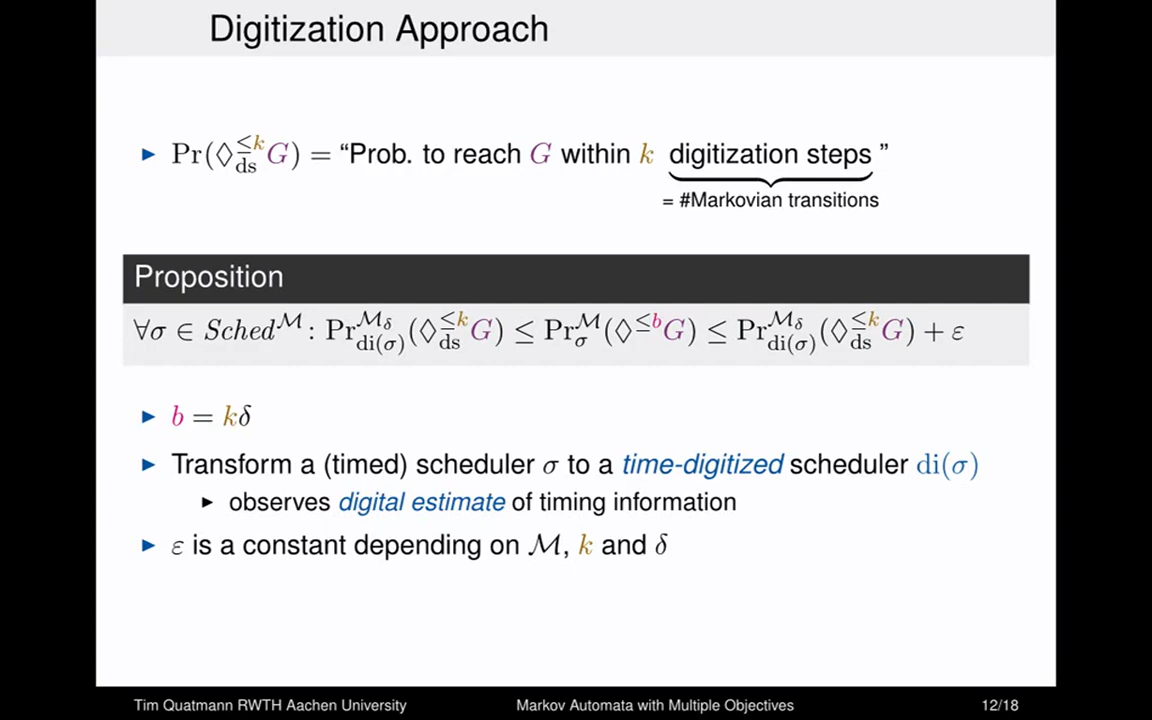 Digitization Approach
► Pr(◊≤k ds G) = “Prob. to reach G within k digitization steps ”
= #Markovian transitions
Proposition
∀σ ∈ Sched^ℳ : Pr^{ℳ_δ}_{di(σ)}(◊^{≤k}_{ds} G) ≤ Pr^ℳ_σ(◊^{≤b} G) ≤ Pr^{ℳ_δ}_{di(σ)}(◊^{≤k}_{ds} G) + ε
► b = kδ
► Transform a (timed) scheduler σ to a time-digitized scheduler di(σ)
► observes digital estimate of timing information
► ε is a constant depending on ℳ, k and δ
Tim Quatmann RWTH Aachen University Markov Automata with Multiple Objectives 12/18